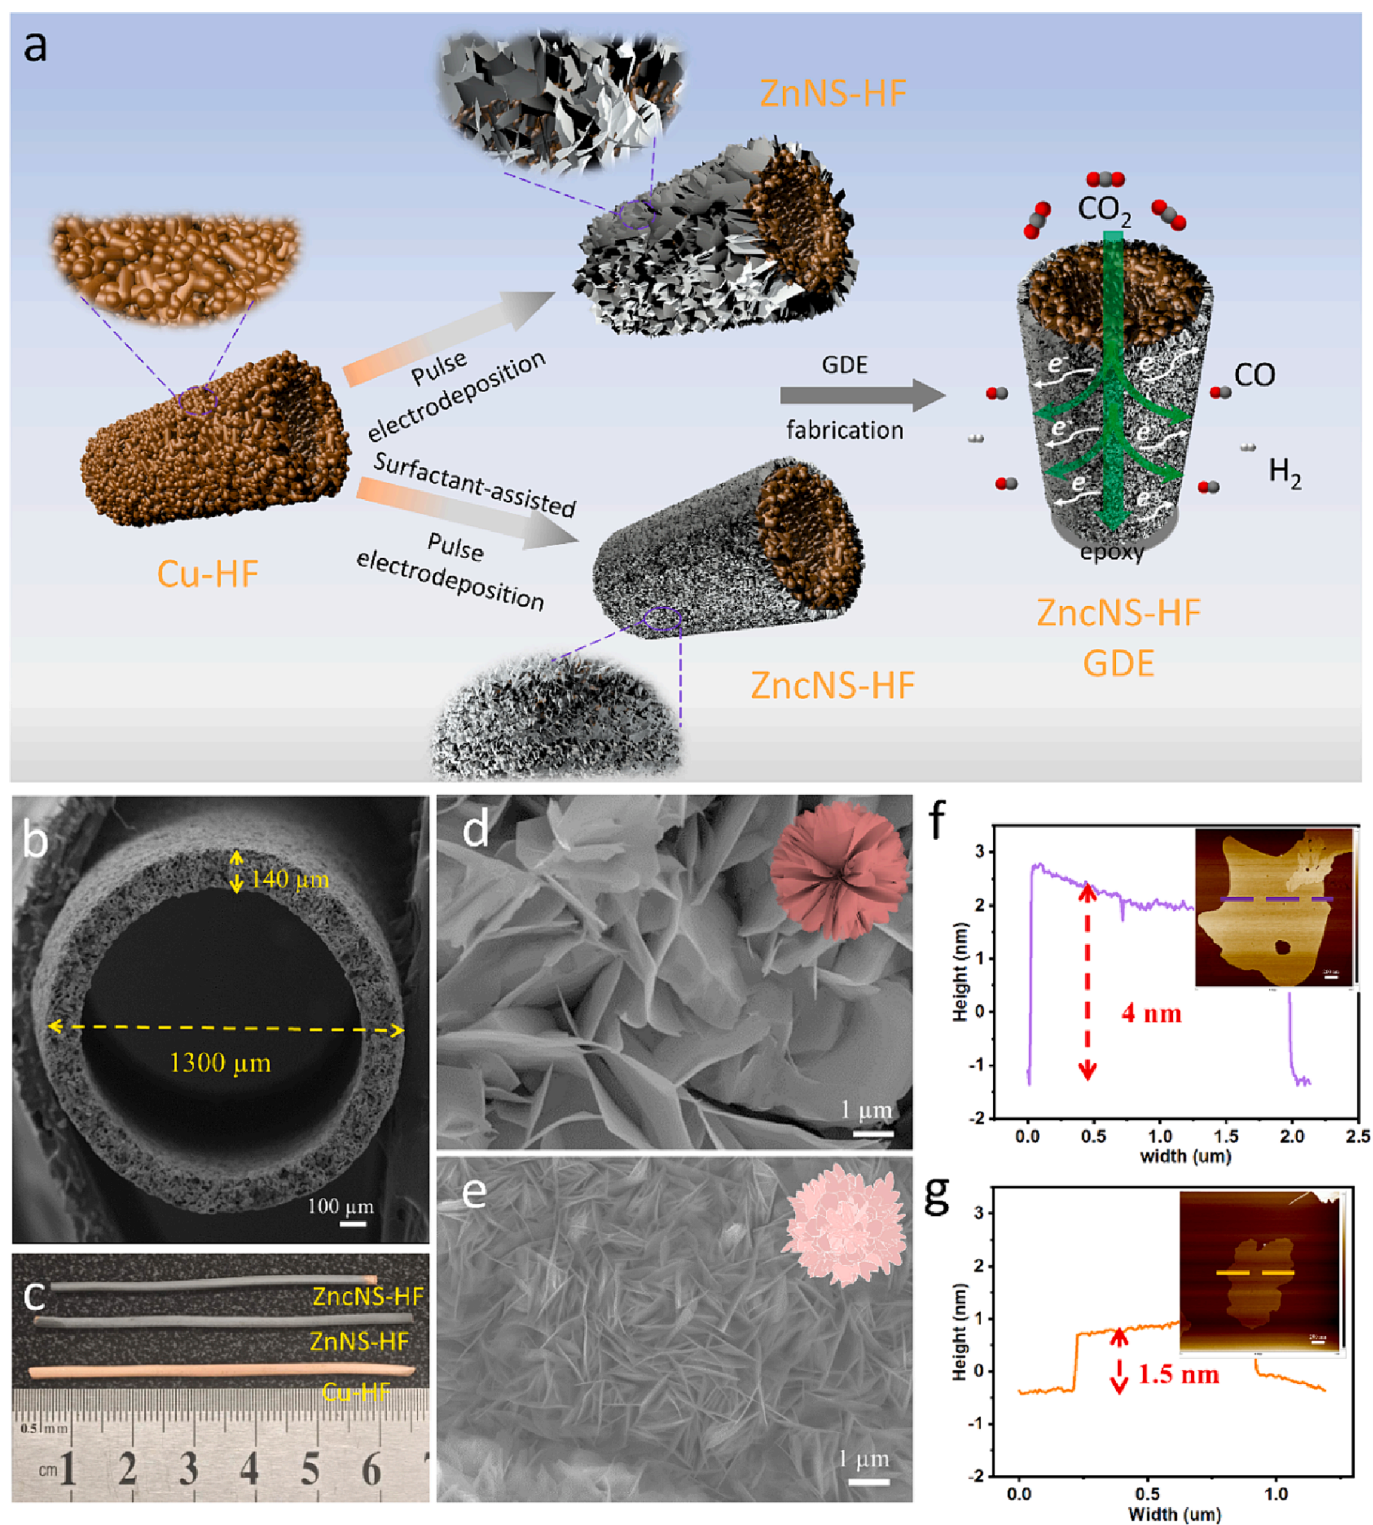 a
ZnNS-HF
CO2
Pulse
electrodeposition
Surfactant-assisted
Pulse
electrodeposition
Cu-HF
ZncNS-HF
GDE
fabrication
e-
e-
e-
e-
e-
e-
CO
H2
epoxy
ZncNS-HF
GDE
b
140 µm
1300 µm
100 µm
c
ZncNS-HF
ZnNS-HF
Cu-HF
0.5 mm
cm 1 2 3 4 5 6
d
1 µm
e
1 µm
f
Height (nm)
3
2
1
0
-1
-2
4 nm
0.0 0.5 1.0 1.5 2.0 2.5
width (um)
g
Height (nm)
3
2
1
0
-1
-2
1.5 nm
0.0 0.5 1.0
Width (um)